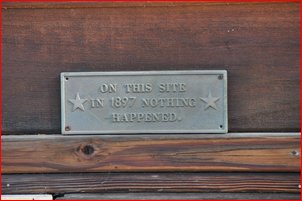 ON THIS SITE
IN 1897 NOTHING
HAPPENED.